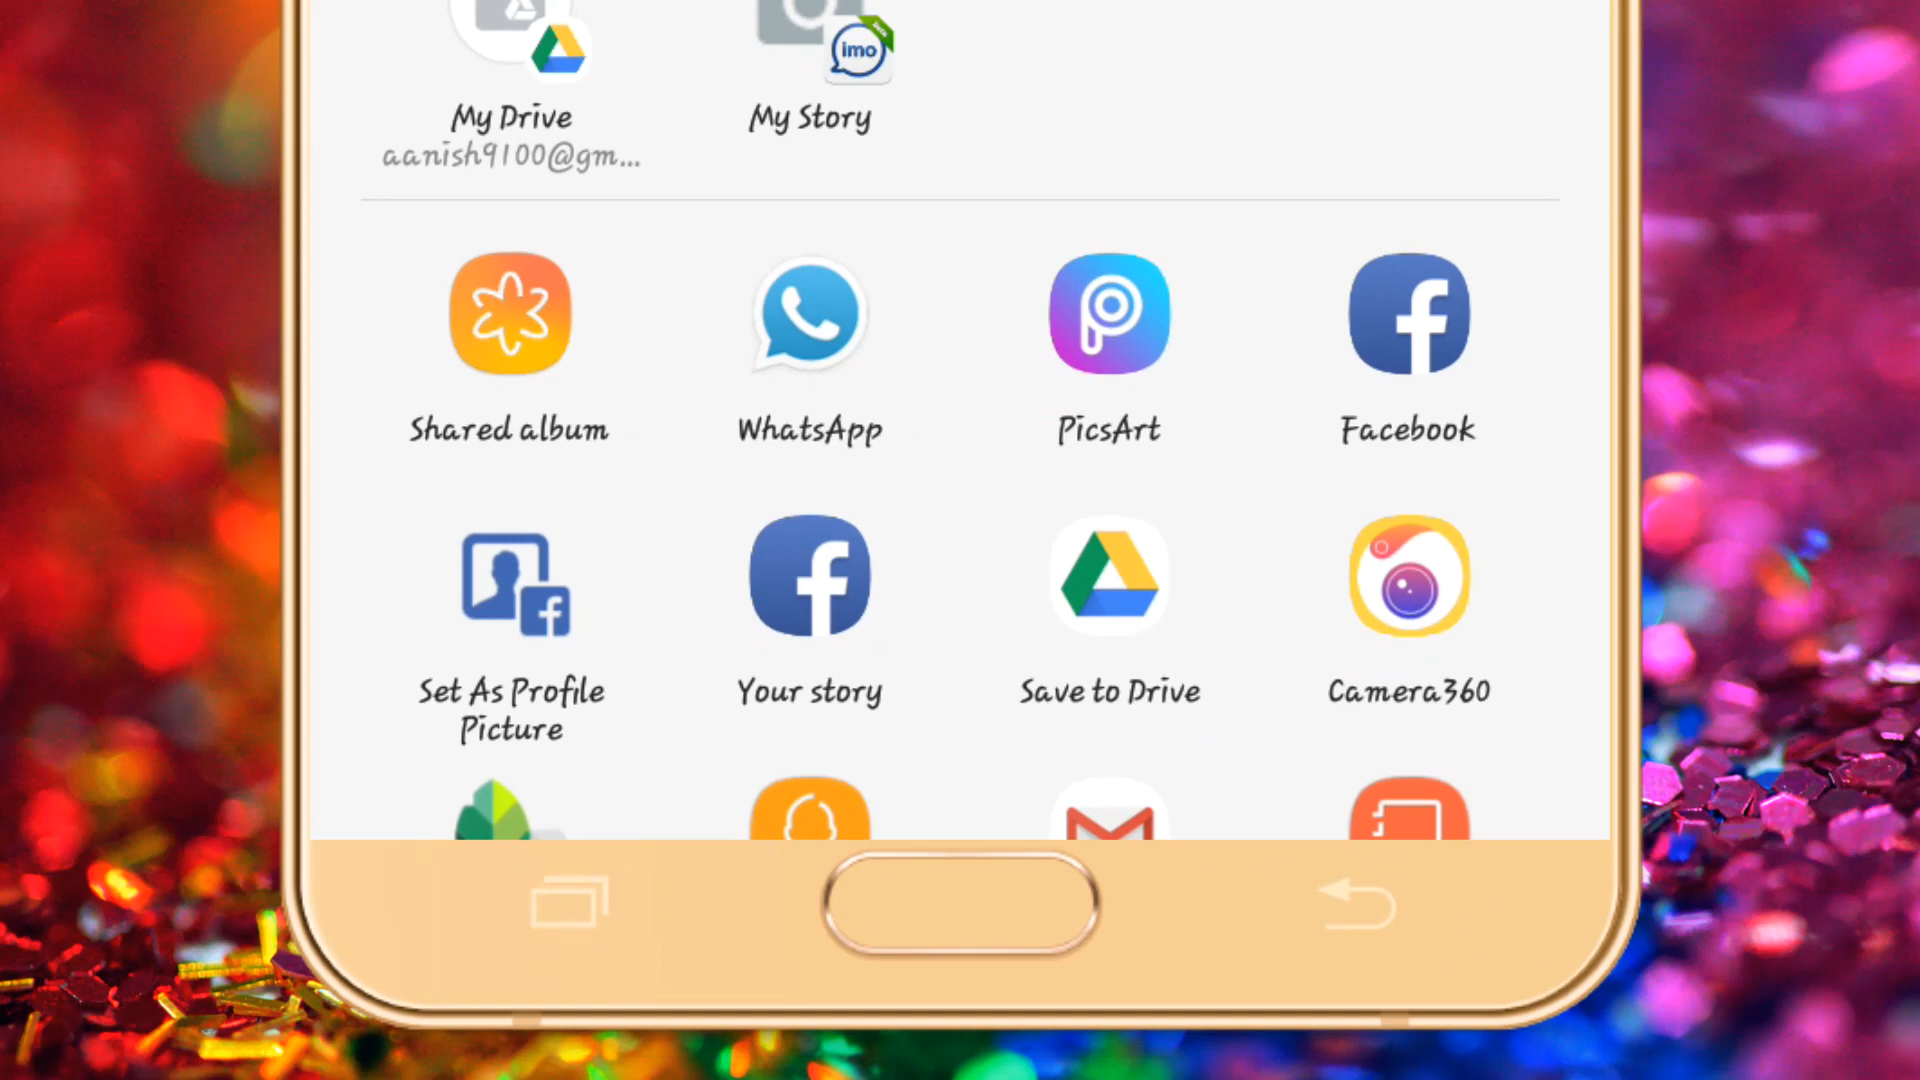 imo
My Drive
My Story
aanish9100@gm...
Shared album
WhatsApp
PicsArt
Facebook
Set As Profile
Picture
Your story
Save to Drive
Camera360